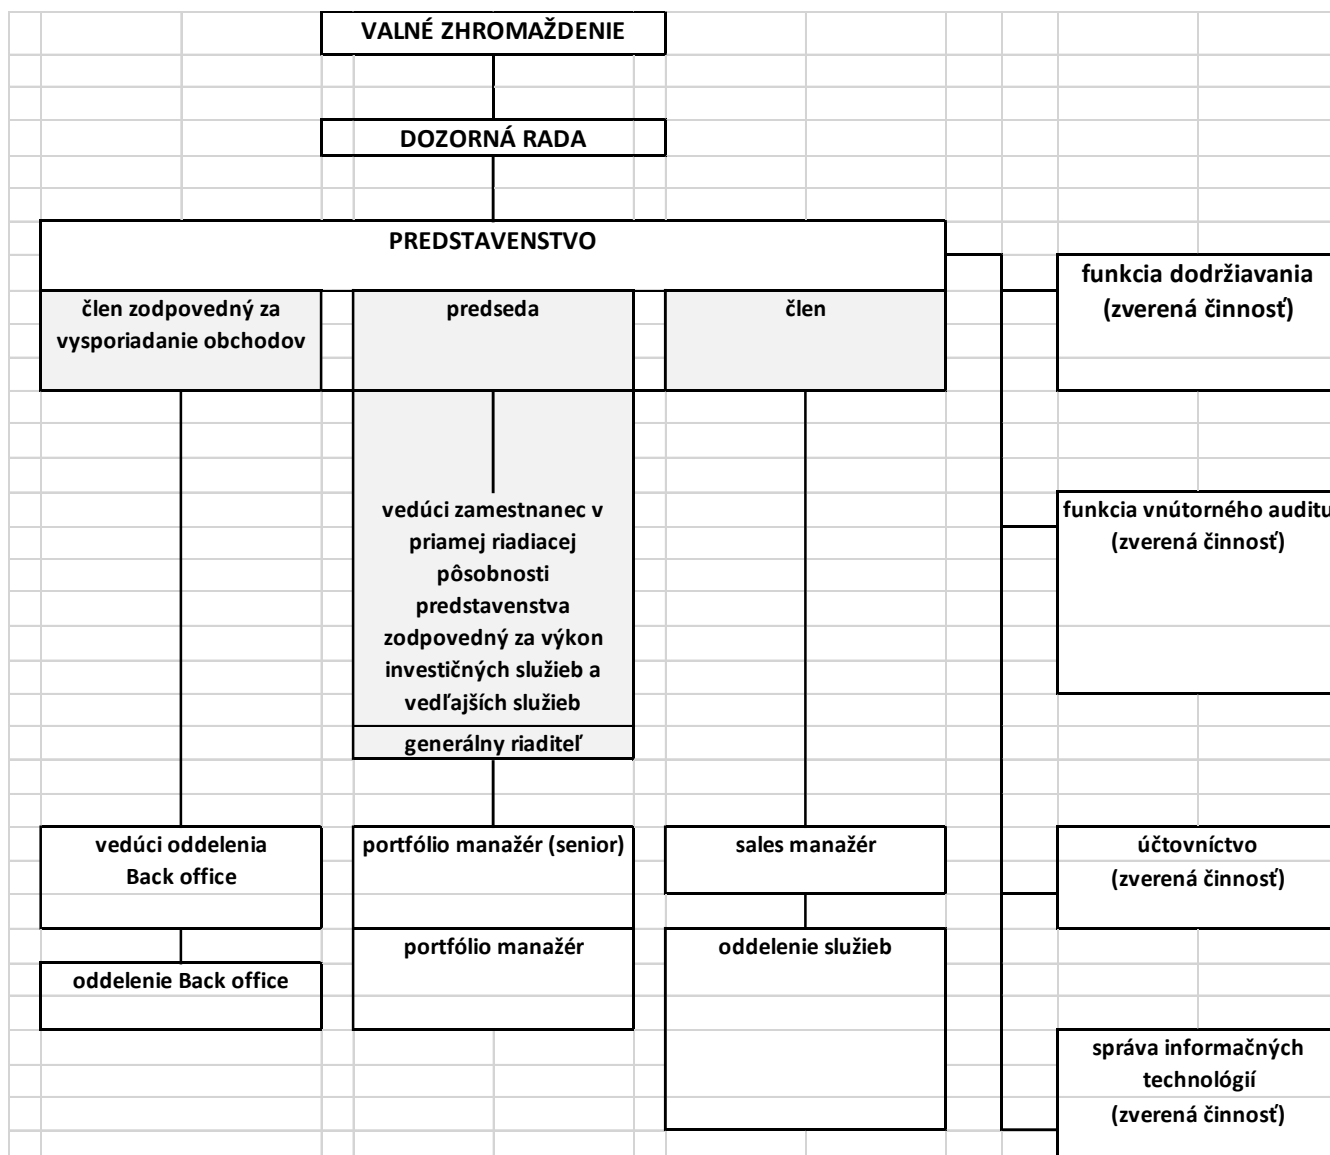 VALNÉ ZHROMAŽDENIE
DOZORNÁ RADA
PREDSTAVENSTVO
člen zodpovedný za
vysporiadanie obchodov
predseda
člen
funkcia dodržiavania
(zverená činnosť)
vedúci zamestnanec v
priamej riadiacej
pôsobnosti
predstavenstva
zodpovedný za výkon
investičných služieb a
vedľajších služieb
generálny riaditeľ
funkcia vnútorného auditu
(zverená činnosť)
vedúci oddelenia
Back office
portfólio manažér (senior)
sales manažér
účtovníctvo
(zverená činnosť)
oddelenie Back office
portfólio manažér
oddelenie služieb
správa informačných
technológií
(zverená činnosť)